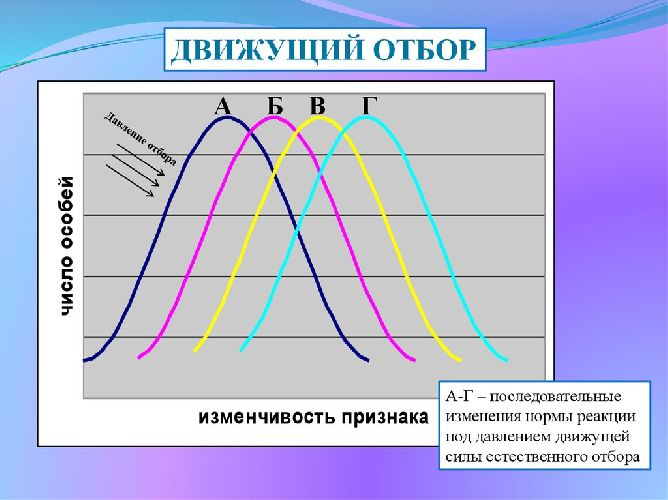 ДВИЖУЩИЙ ОТБОР
А Б В Г
Давление отбора
число особей
изменчивость признака
А-Г – последовательные
изменения нормы реакции
под давлением движущей
силы естественного отбора